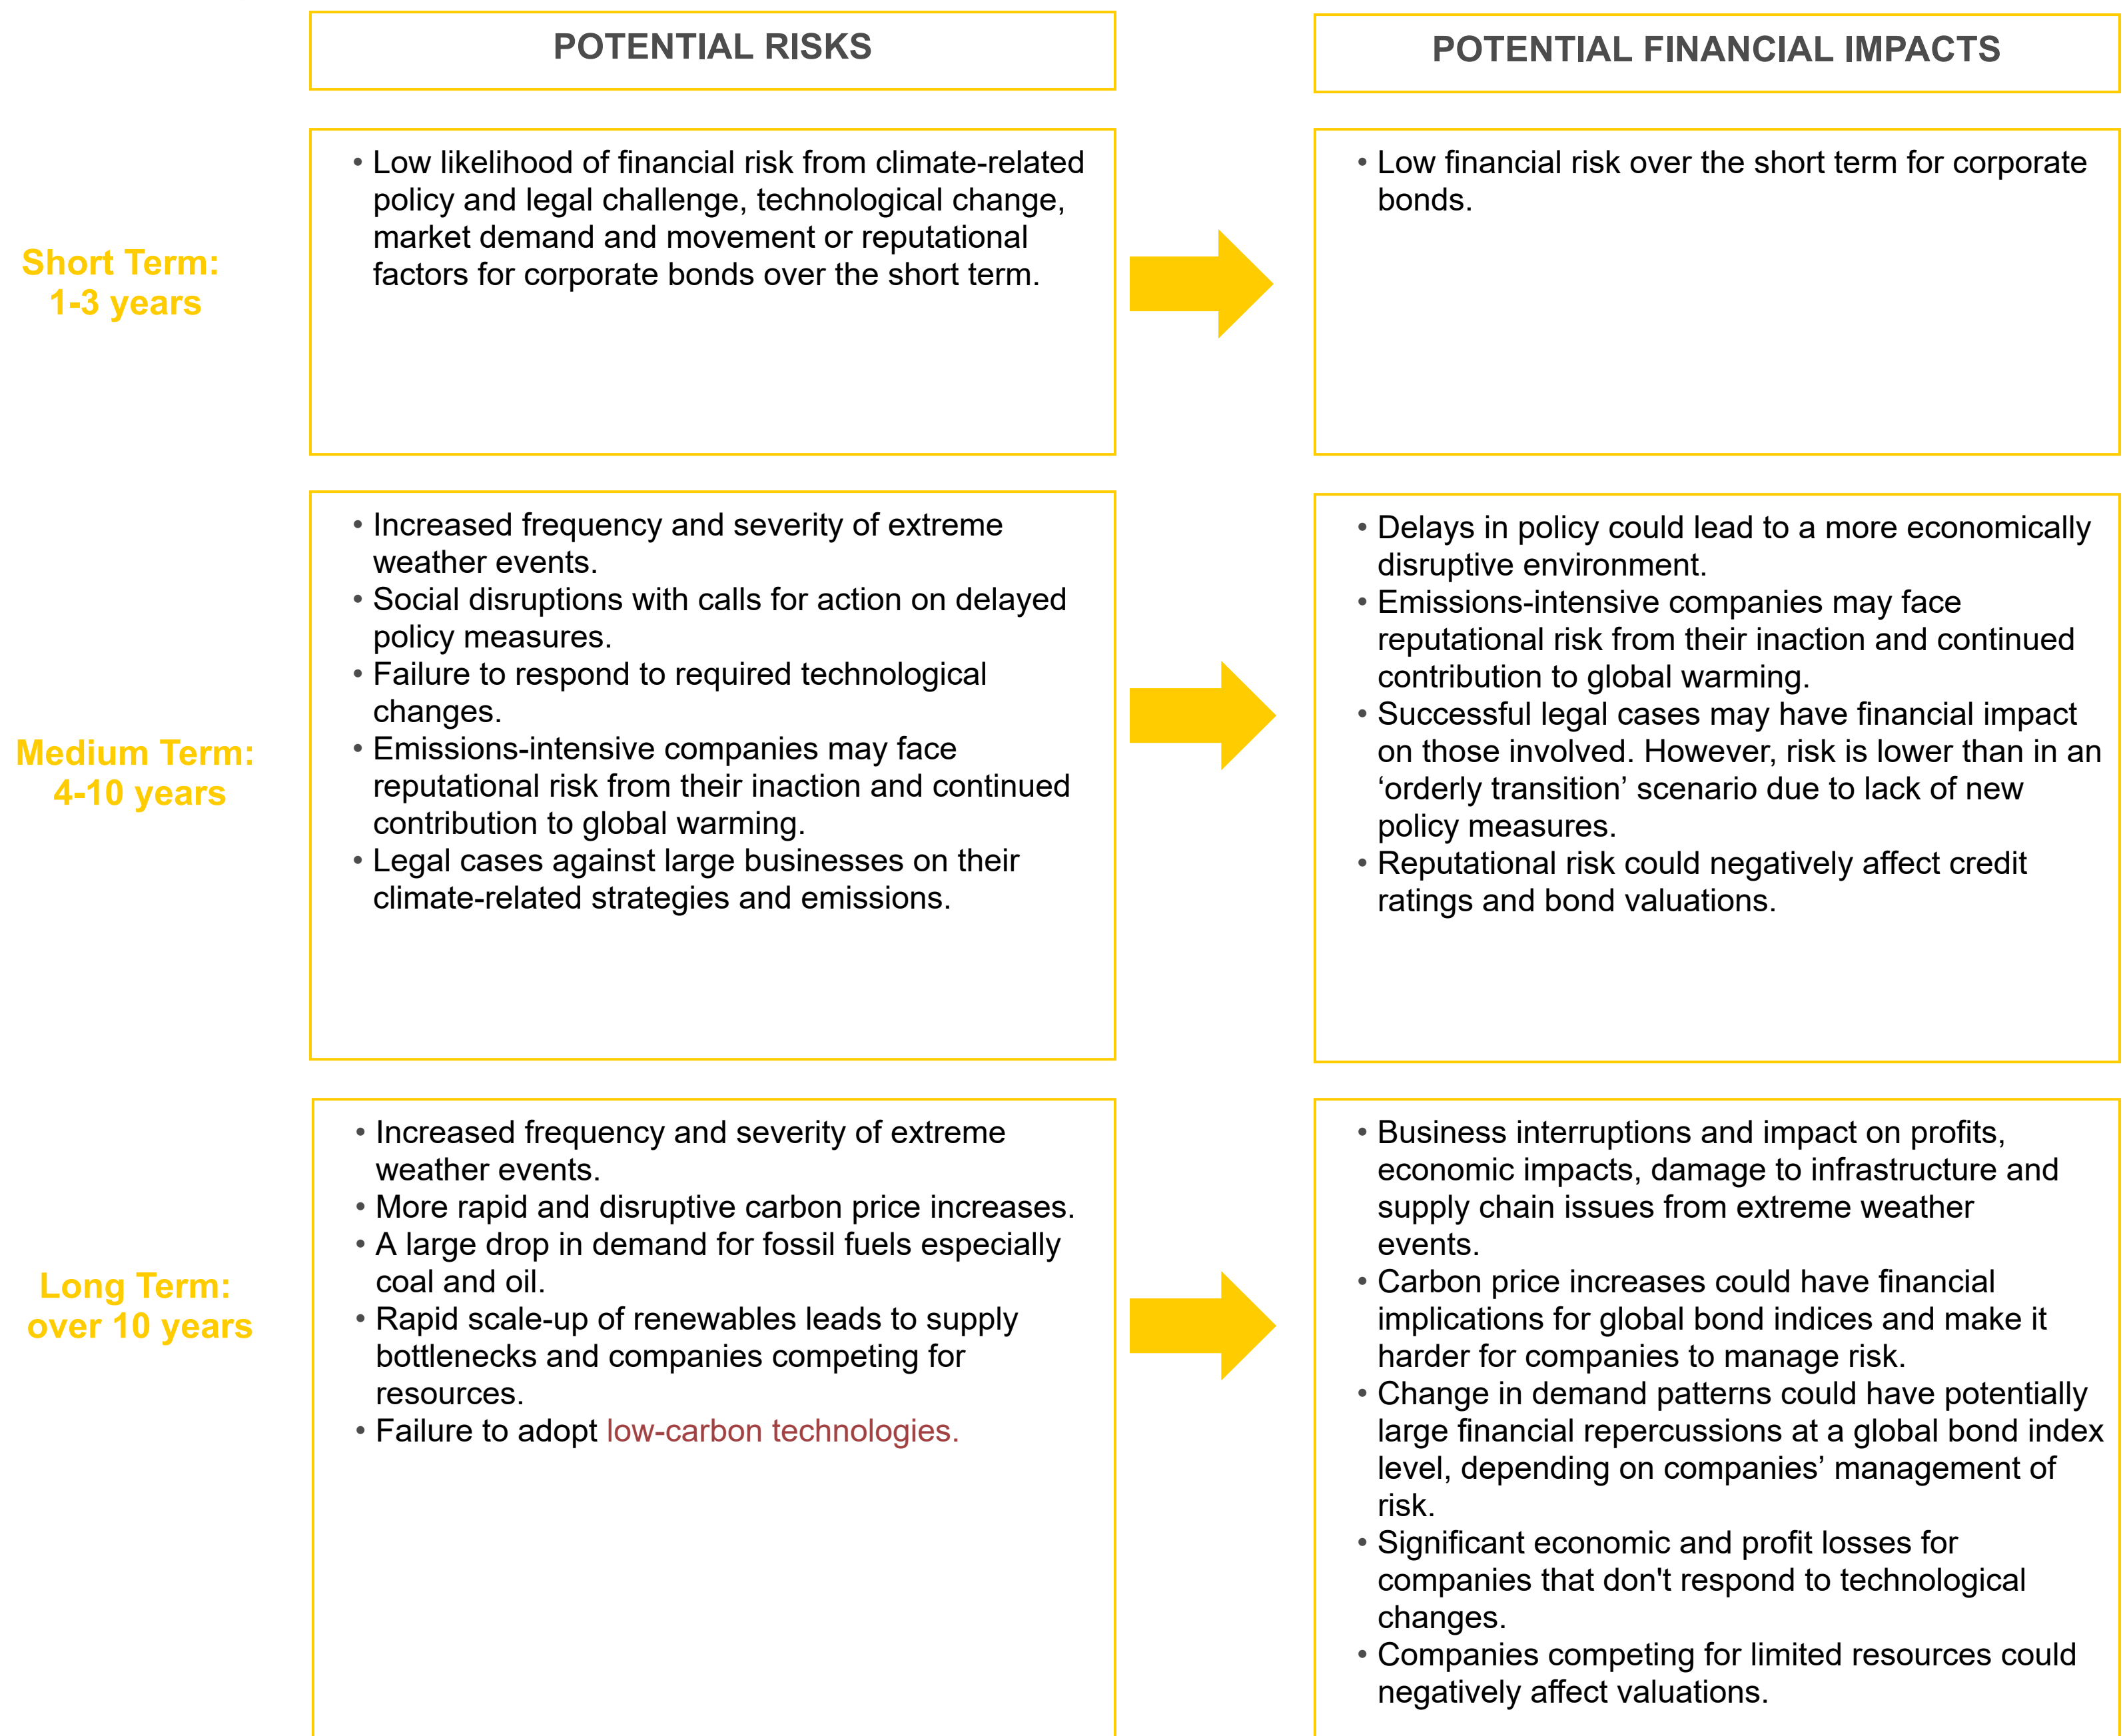 POTENTIAL RISKS
POTENTIAL FINANCIAL IMPACTS
Short Term:
1-3 years
• Low likelihood of financial risk from climate-related
policy and legal challenge, technological change,
market demand and movement or reputational
factors for corporate bonds over the short term.
• Low financial risk over the short term for corporate
bonds.
Medium Term:
4-10 years
• Increased frequency and severity of extreme
weather events.
• Social disruptions with calls for action on delayed
policy measures.
• Failure to respond to required technological
changes.
• Emissions-intensive companies may face
reputational risk from their inaction and continued
contribution to global warming.
• Legal cases against large businesses on their
climate-related strategies and emissions.
• Delays in policy could lead to a more economically
disruptive environment.
• Emissions-intensive companies may face
reputational risk from their inaction and continued
contribution to global warming.
• Successful legal cases may have financial impact
on those involved. However, risk is lower than in an
‘orderly transition’ scenario due to lack of new
policy measures.
• Reputational risk could negatively affect credit
ratings and bond valuations.
Long Term:
over 10 years
• Increased frequency and severity of extreme
weather events.
• More rapid and disruptive carbon price increases.
• A large drop in demand for fossil fuels especially
coal and oil.
• Rapid scale-up of renewables leads to supply
bottlenecks and companies competing for
resources.
• Failure to adopt low-carbon technologies.
• Business interruptions and impact on profits,
economic impacts, damage to infrastructure and
supply chain issues from extreme weather
events.
• Carbon price increases could have financial
implications for global bond indices and make it
harder for companies to manage risk.
• Change in demand patterns could have potentially
large financial repercussions at a global bond index
level, depending on companies’ management of
risk.
• Significant economic and profit losses for
companies that don't respond to technological
changes.
• Companies competing for limited resources could
negatively affect valuations.